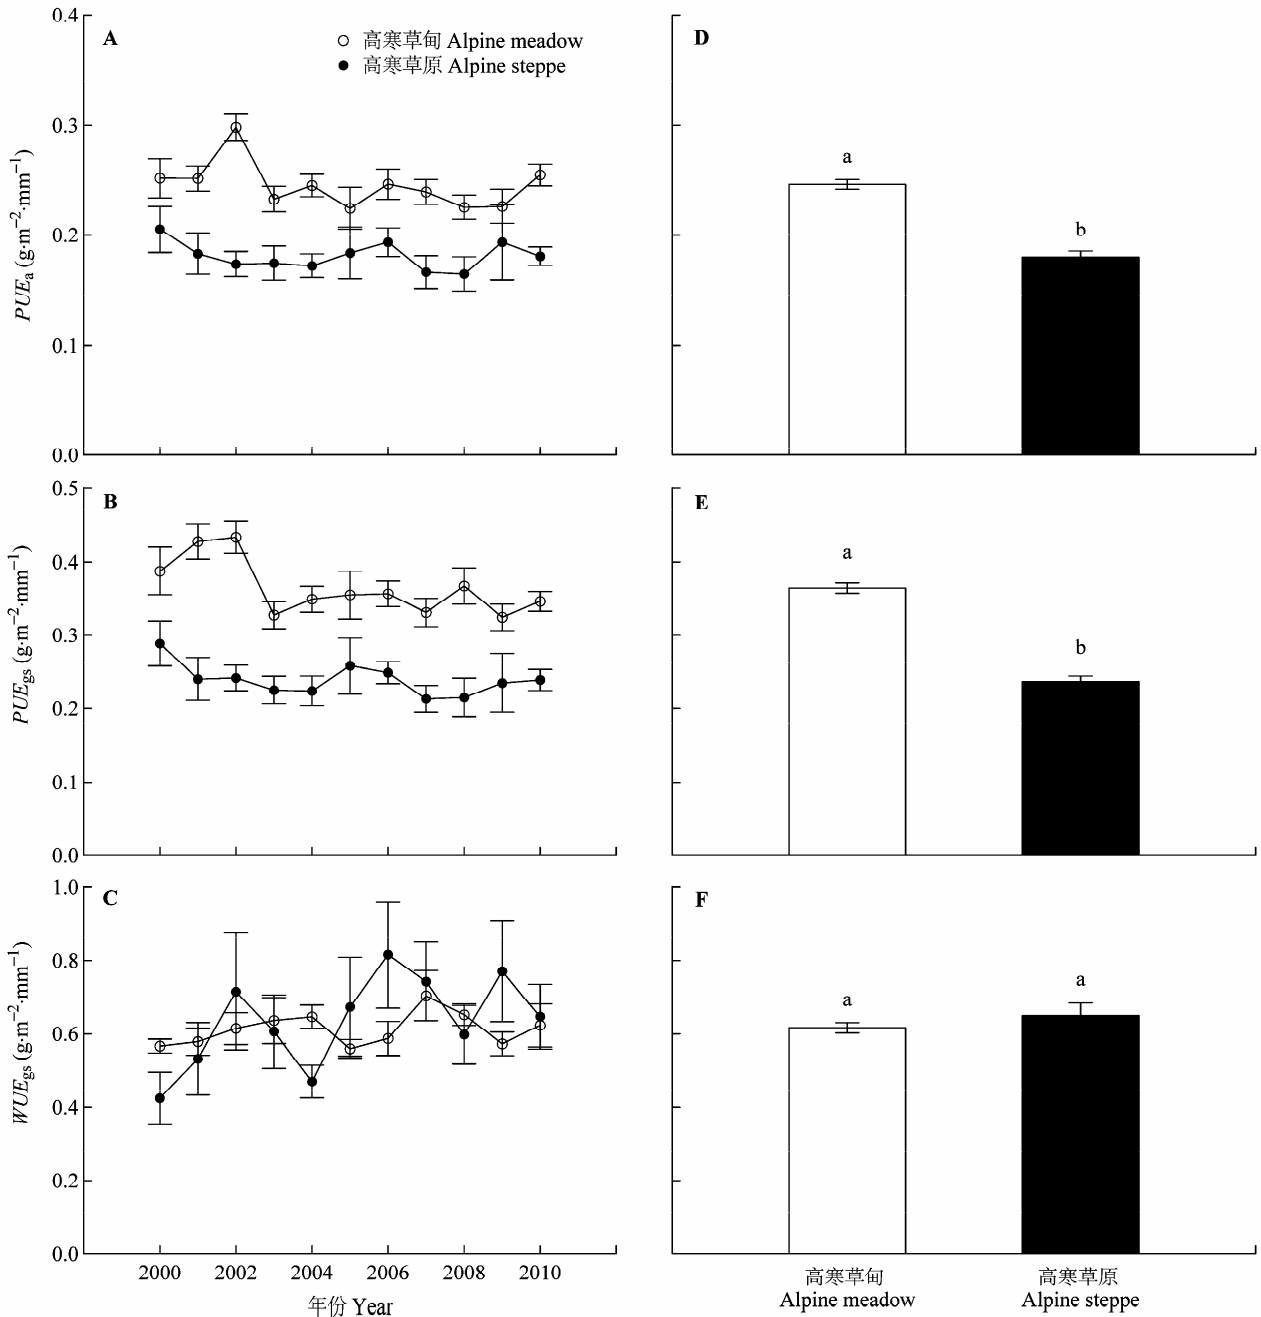 A
高寒草甸 Alpine meadow
高寒草原 Alpine steppe
PUEa (g·m−2·mm−1)
0.4
0.3
0.2
0.1
0.0
D
a
b
B
PUEgs (g·m−2·mm−1)
0.5
0.4
0.3
0.2
0.1
0.0
E
a
b
C
WUEgs (g·m−2·mm−1)
1.0
0.8
0.6
0.4
0.2
0.0
2000 2002 2004 2006 2008 2010
年份 Year
F
a
a
高寒草甸
Alpine meadow
高寒草原
Alpine steppe